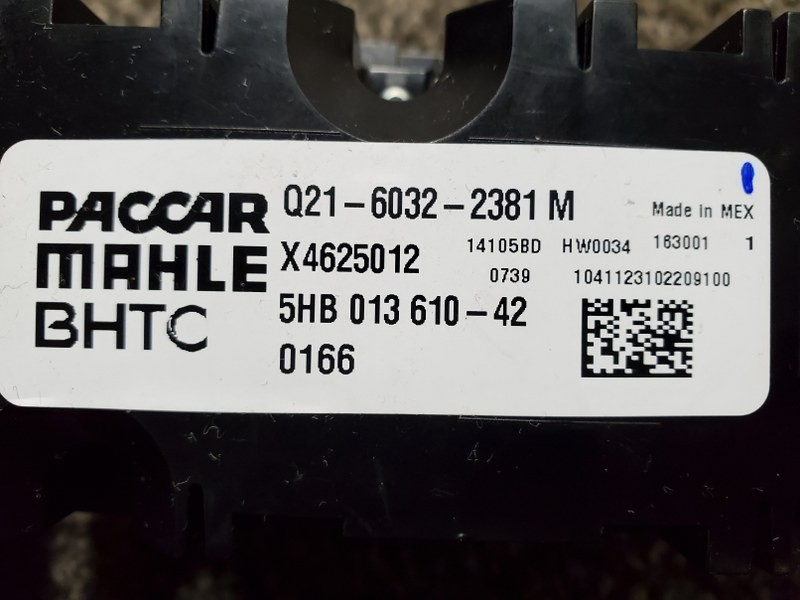 PACCAR
MAHLE
BHTC
Q21-6032-2381 M
X4625012
5HB 013 610-42
0166
Made in MEX
14105BD HW0034 163001 1
0739 1041123102209100